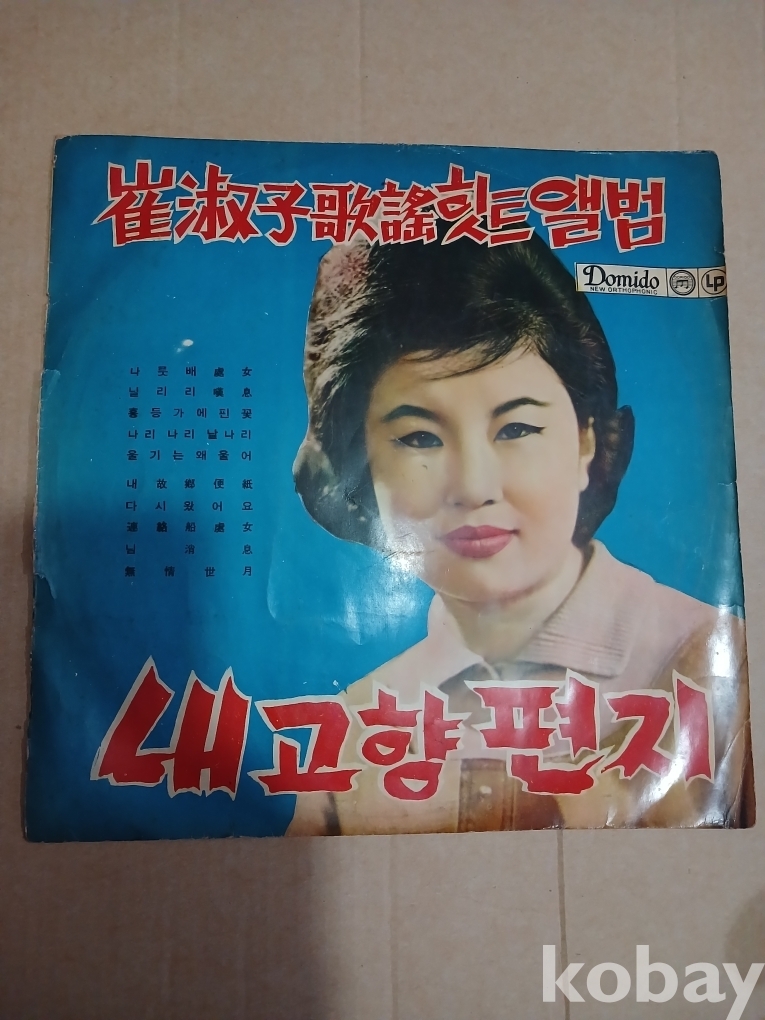 崔淑子歌謠힛트앨범
Domido
NEW ORTHOPHONIC
LP
나룻배處女
닐리리嘆息
홍등가에핀꽃
나리나리날나리
울기는왜울어
내故鄕便紙
다시왔어요
連絡船處女
님消息
無情世月
내고향편지
kobay